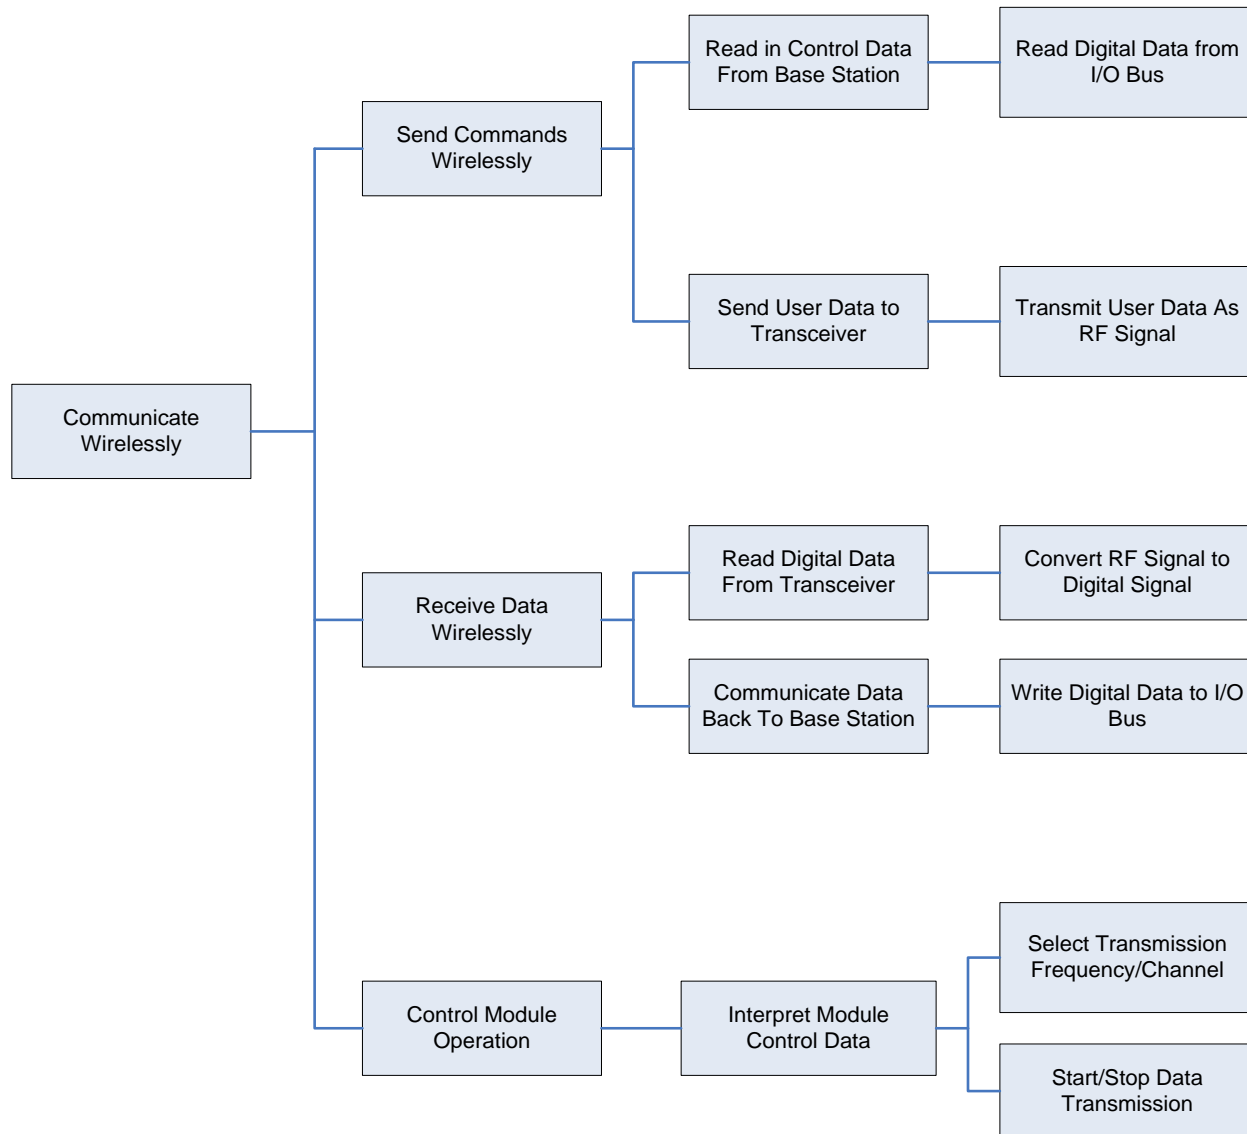 Read in Control Data
From Base Station
Read Digital Data from
I/O Bus
Send Commands
Wirelessly
Send User Data to
Transceiver
Transmit User Data As
RF Signal
Communicate
Wirelessly
Read Digital Data
From Transceiver
Convert RF Signal to
Digital Signal
Receive Data
Wirelessly
Communicate Data
Back To Base Station
Write Digital Data to I/O
Bus
Select Transmission
Frequency/Channel
Control Module
Operation
Interpret Module
Control Data
Start/Stop Data
Transmission